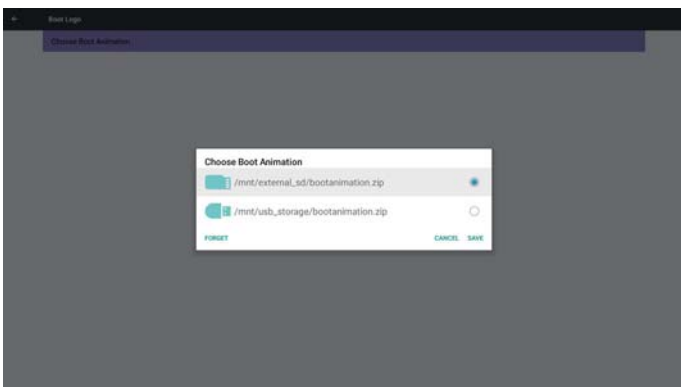 Boot Logo
Choose Boot Animation
Choose Boot Animation
/mnt/external_sd/bootanimation.zip
/mnt/usb_storage/bootanimation.zip
FORGET CANCEL SAVE